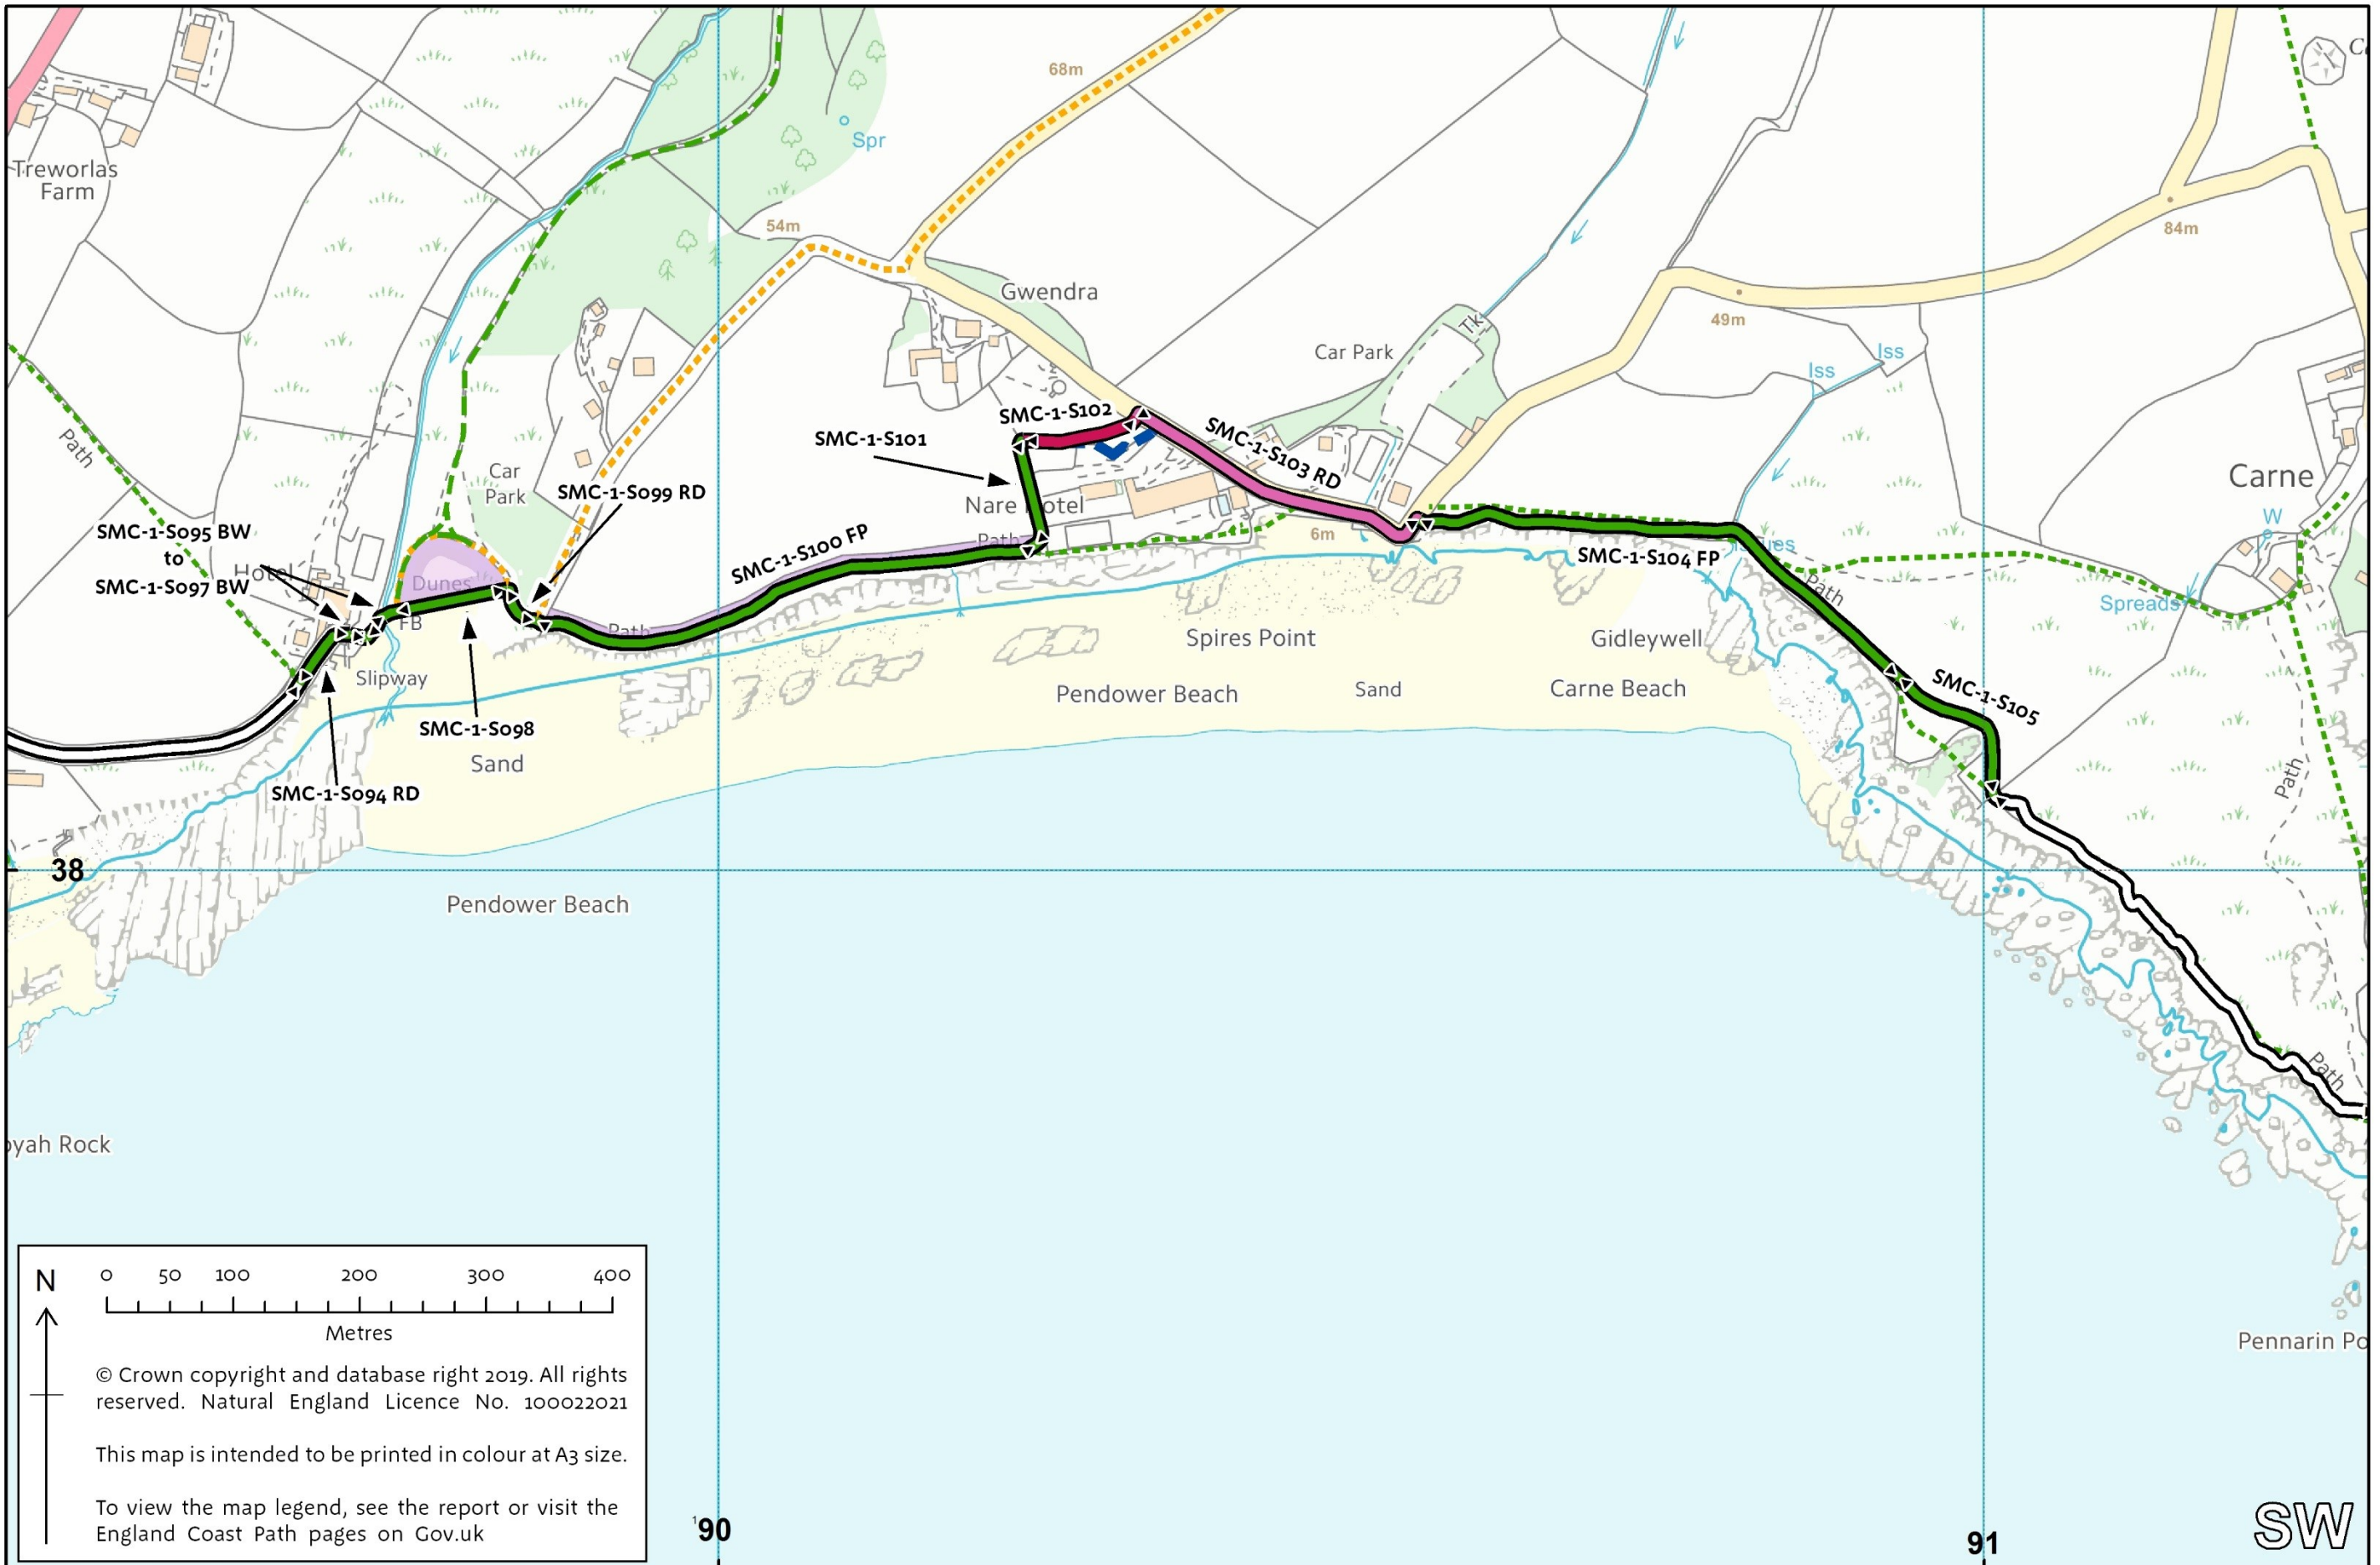 68m
C
Spr
Treworlas
Farm
54m
84m
Gwendra
49m
Tk
Car Park
Iss
Iss
SMC-1-S102
SMC-1-S101
SMC-1-S103 RD
Path
Car
Park
Carne
SMC-1-S099 RD
Nare Hotel
W
SMC-1-S095 BW
to
SMC-1-S097 BW
Hotel
SMC-1-S100 FP
Path
6m
SMC-1-S104 FP
Dunes
Path
Spreads
FB
Path
Spires Point
Gidleywell
Slipway
Pendower Beach
Sand
Carne Beach
SMC-1-S105
SMC-1-S098
Sand
SMC-1-S094 RD
Path
38
Pendower Beach
Path
oyah Rock
N
0 50 100 200 300 400
Metres
Pennarin Po
© Crown copyright and database right 2019. All rights
reserved. Natural England Licence No. 100022021
This map is intended to be printed in colour at A3 size.
To view the map legend, see the report or visit the
England Coast Path pages on Gov.uk
¹90
91
SW